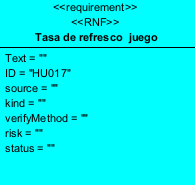 <<requirement>>
<<RNF>>
Tasa de refresco juego
Text = ""
ID = "HU017"
source = ""
kind = ""
verifyMethod = ""
risk = ""
status = ""